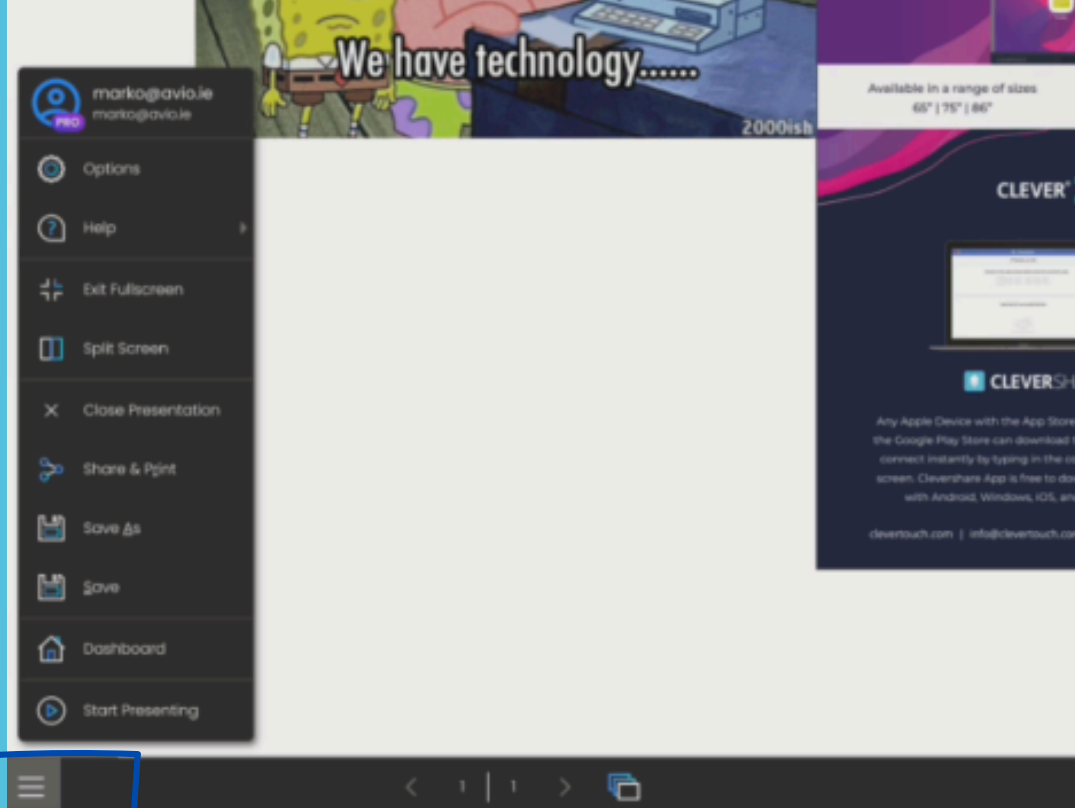 We have technology......
2000ish
marko@avio.ie
marko@avio.ie
PRO
Options
Help
Exit Fullscreen
Split Screen
Close Presentation
Share & Print
Save As
Save
Dashboard
Start Presenting
1 | 1
Available in a range of sizes
65" | 75" | 86"
CLEVER®
CLEVERSH
Any Apple Device with the App Store
the Google Play Store can download
connect instantly by typing in the
screen. Clevershare App is free to
with Android, Windows, IOS,
clevertouch.com | info@clevertouch.com